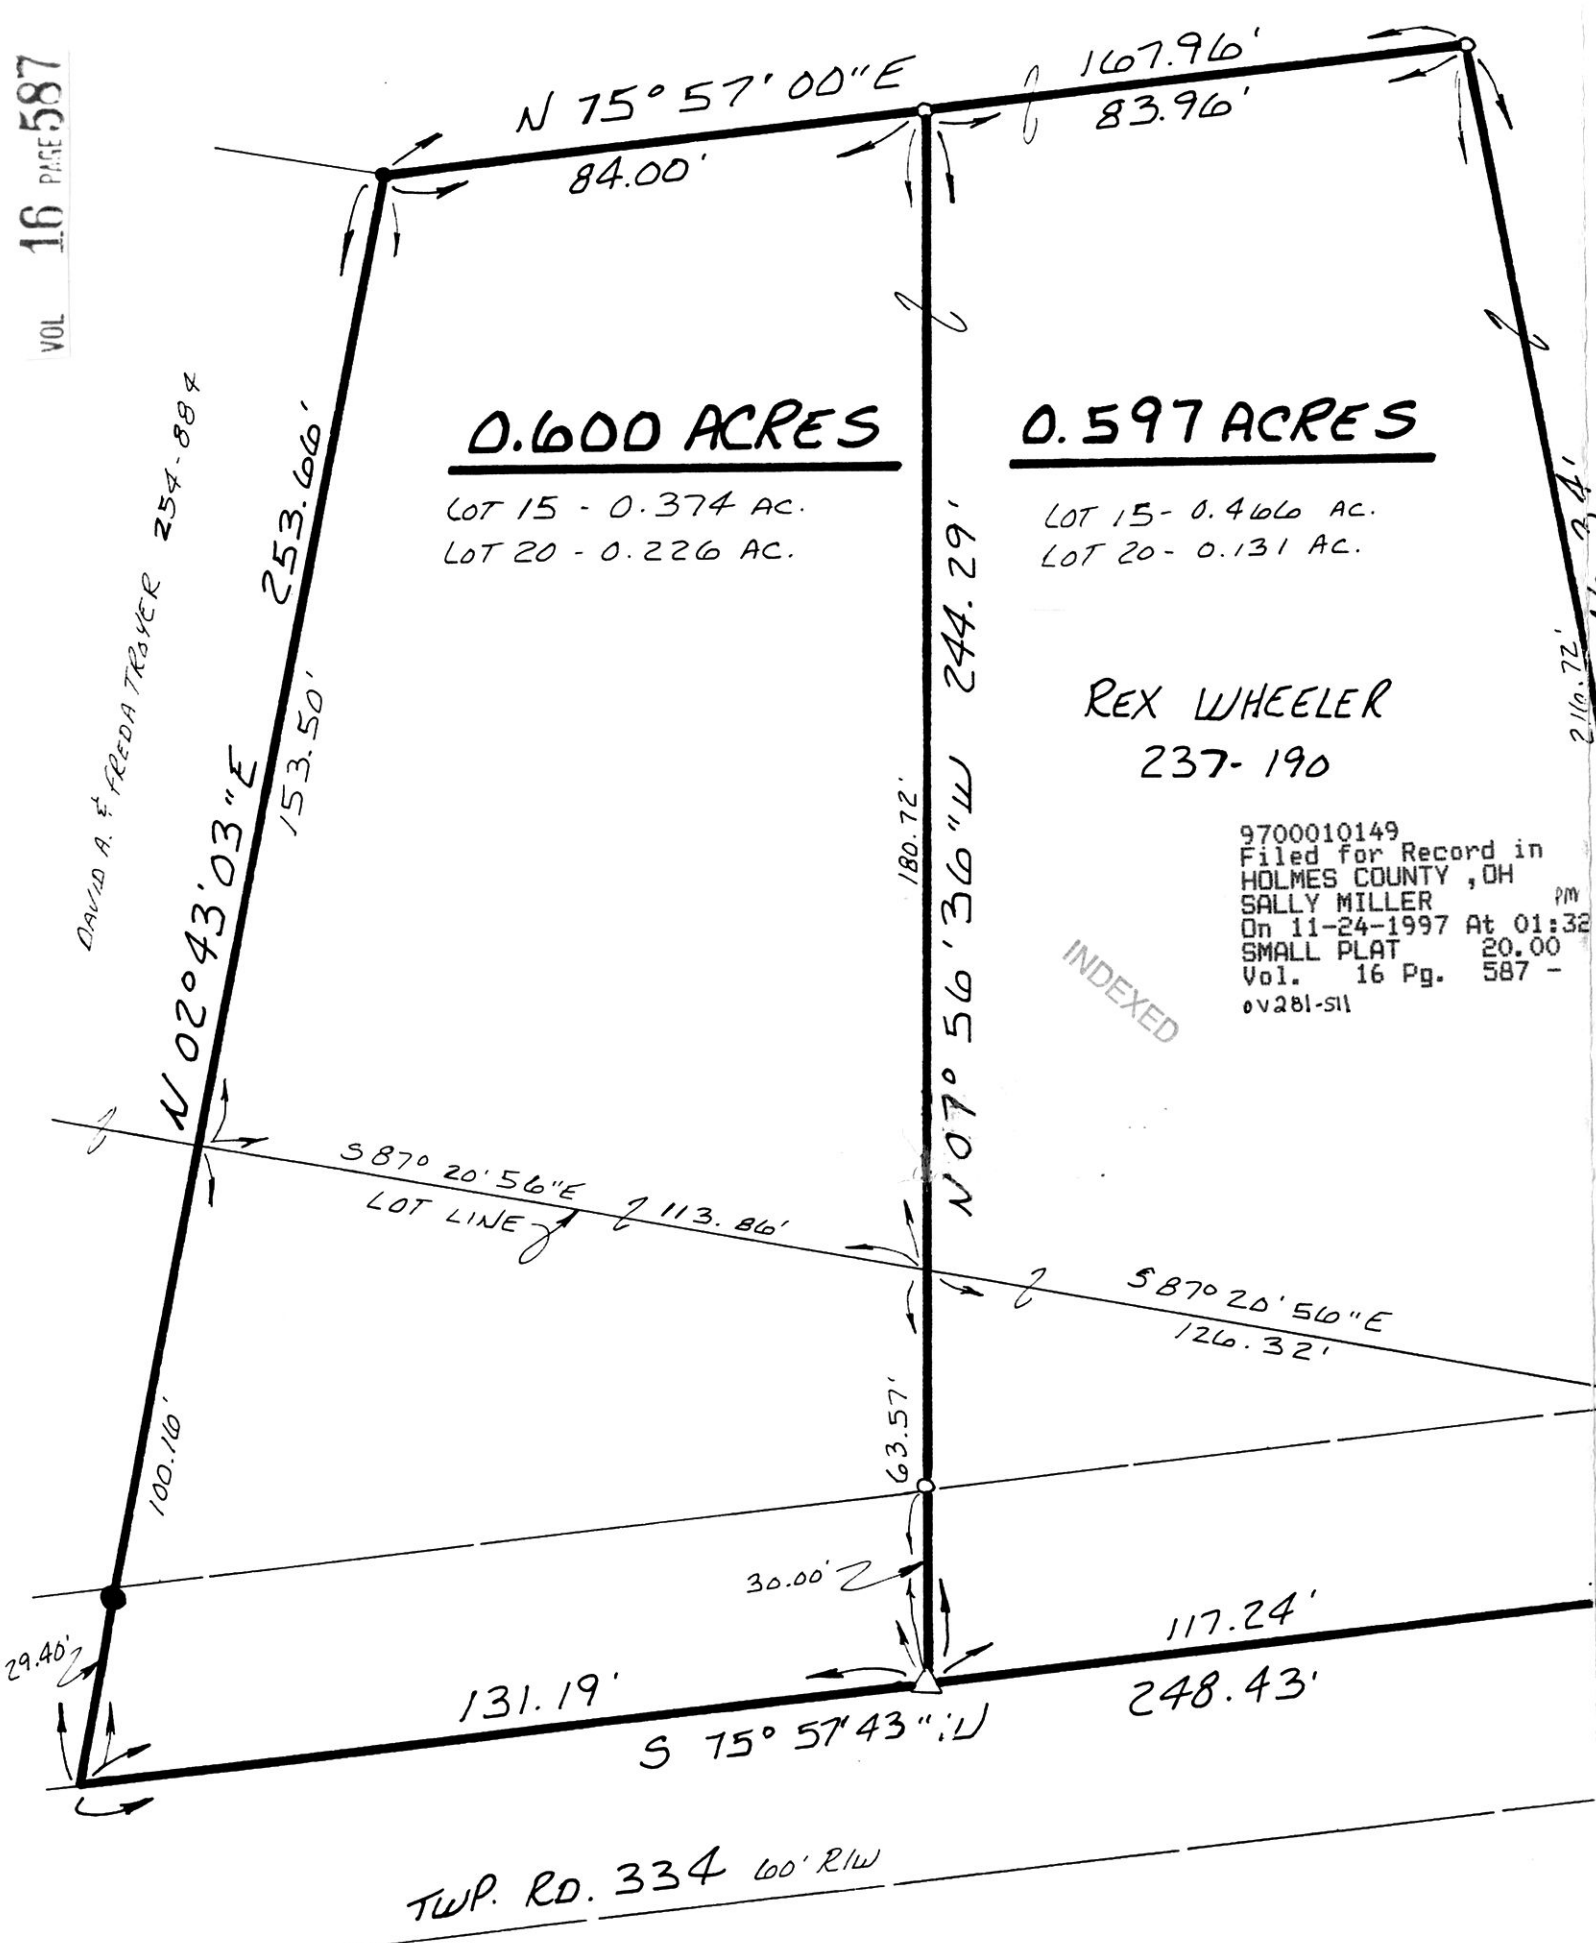 VOL 16 PAGE 587
N 75° 57' 00" E
167.96'
84.00'
83.96'
DAVID A. & FREDA TROYER 254-884
253.66'
N 02° 43' 03" E
153.50'
0.600 ACRES
LOT 15 - 0.374 AC.
LOT 20 - 0.226 AC.
0.597 ACRES
LOT 15 - 0.466 AC.
LOT 20 - 0.131 AC.
244.29'
N 07° 56' 36" W
180.72'
216.72'
REX WHEELER
237-190
9700010149
Filed for Record in
HOLMES COUNTY ,OH
SALLY MILLER
On 11-24-1997 At 01:32 PM
SMALL PLAT 20.00
Vol. 16 Pg. 587 -
OV281-511
INDEXED
S 87° 20' 56" E
LOT LINE
113.86'
S 87° 20' 56" E
126.32'
63.57'
100.16'
30.00'
29.40'
131.19'
117.24'
S 75° 57' 43" W
248.43'
TWP. RD. 334 60' R/W